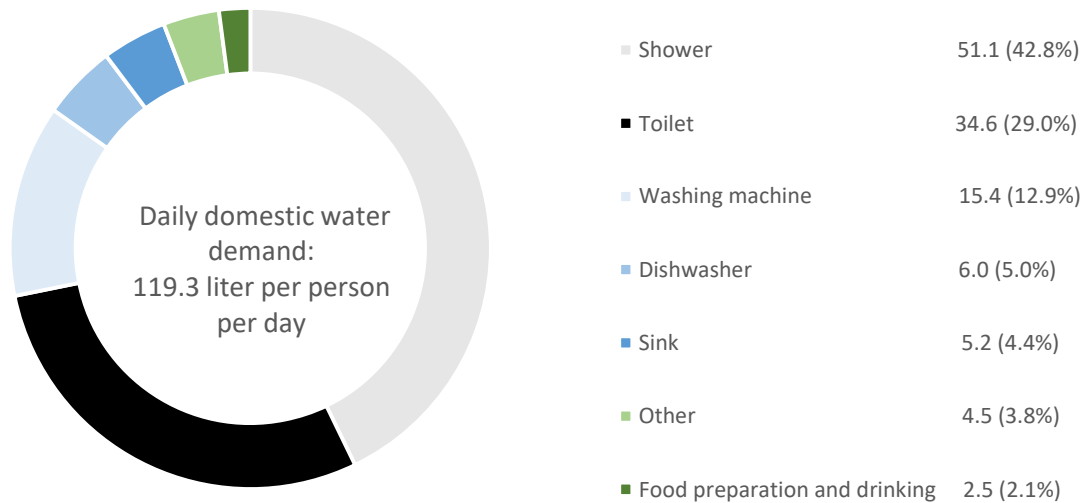 Daily domestic water
demand:
119.3 liter per person
per day
Shower 51.1 (42.8%)
Toilet 34.6 (29.0%)
Washing machine 15.4 (12.9%)
Dishwasher 6.0 (5.0%)
Sink 5.2 (4.4%)
Other 4.5 (3.8%)
Food preparation and drinking 2.5 (2.1%)